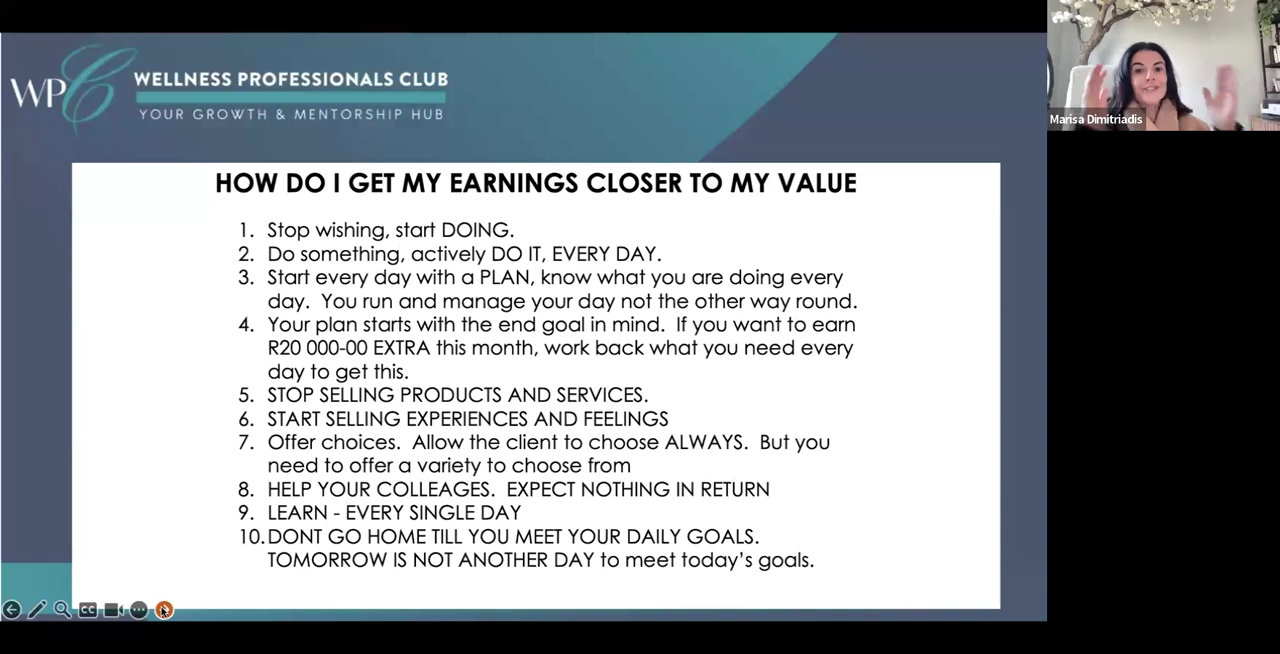 WPC WELLNESS PROFESSIONALS CLUB
YOUR GROWTH & MENTORSHIP HUB
Marisa Dimitriadis
HOW DO I GET MY EARNINGS CLOSER TO MY VALUE
1. Stop wishing, start DOING.
2. Do something, actively DO IT, EVERY DAY.
3. Start every day with a PLAN, know what you are doing every
day. You run and manage your day not the other way round.
4. Your plan starts with the end goal in mind. If you want to earn
R20 000-00 EXTRA this month, work back what you need every
day to get this.
5. STOP SELLING PRODUCTS AND SERVICES.
6. START SELLING EXPERIENCES AND FEELINGS
7. Offer choices. Allow the client to choose ALWAYS. But you
need to offer a variety to choose from
8. HELP YOUR COLLEAGES. EXPECT NOTHING IN RETURN
9. LEARN - EVERY SINGLE DAY
10. DONT GO HOME TILL YOU MEET YOUR DAILY GOALS.
TOMORROW IS NOT ANOTHER DAY to meet today's goals.
CC